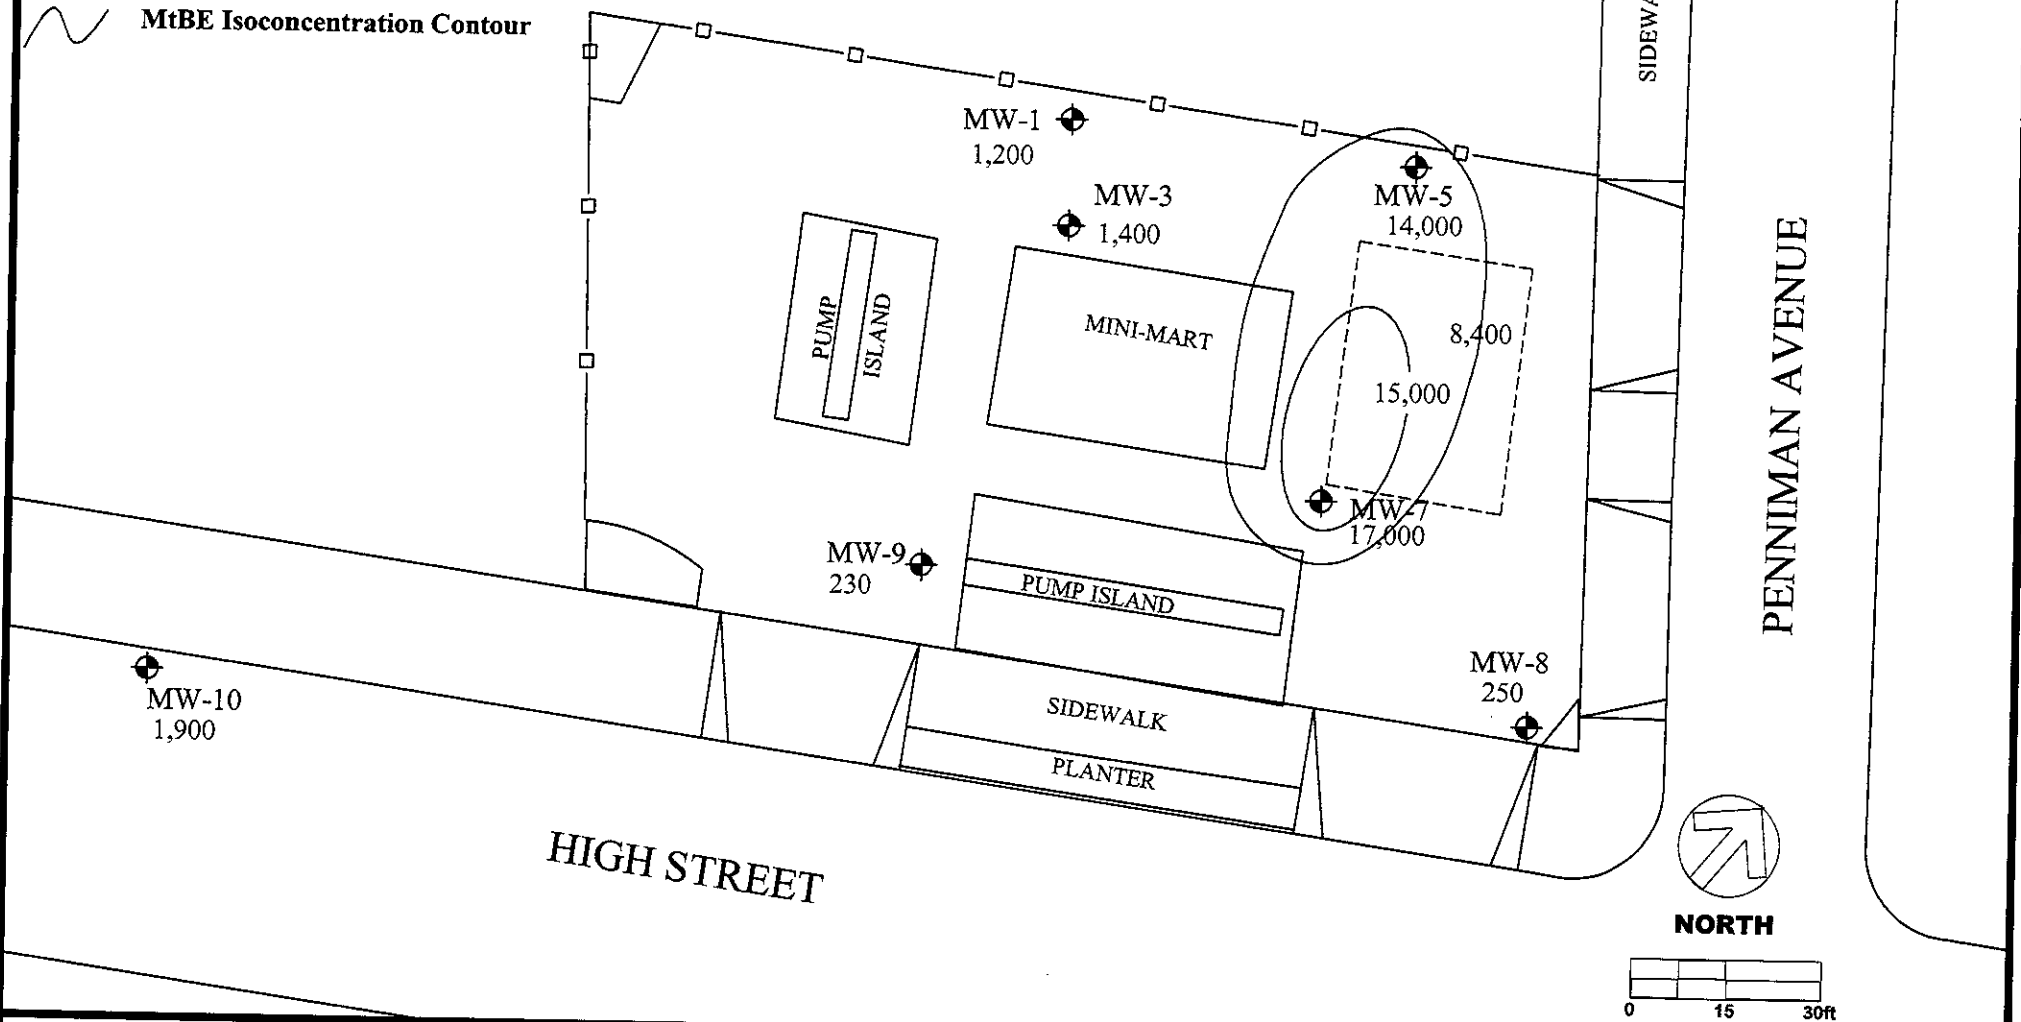 MtBE Isoconcentration Contour
MW-1
1,200
MW-3
1,400
MW-5
14,000
8,400
15,000
MW-7
17,000
PUMP
ISLAND
MINI-MART
MW-9
230
PUMP ISLAND
MW-8
250
MW-10
1,900
SIDEWALK
PLANTER
HIGH STREET
PENNIMAN AVENUE
NORTH
0 15 30ft